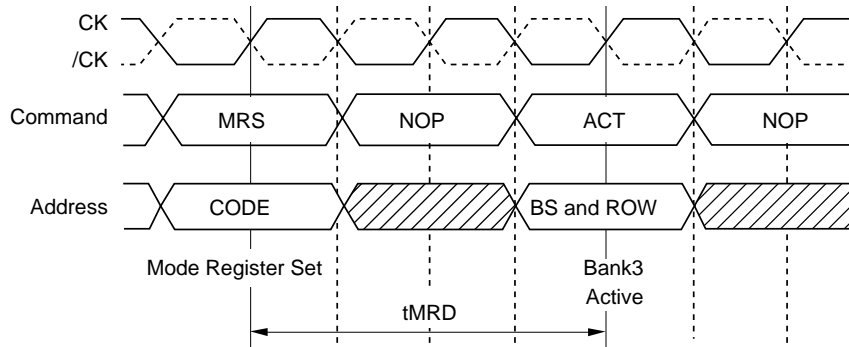 CK
/CK
Command MRS NOP ACT NOP
Address CODE BS and ROW
Mode Register Set Bank3
Active
tMRD